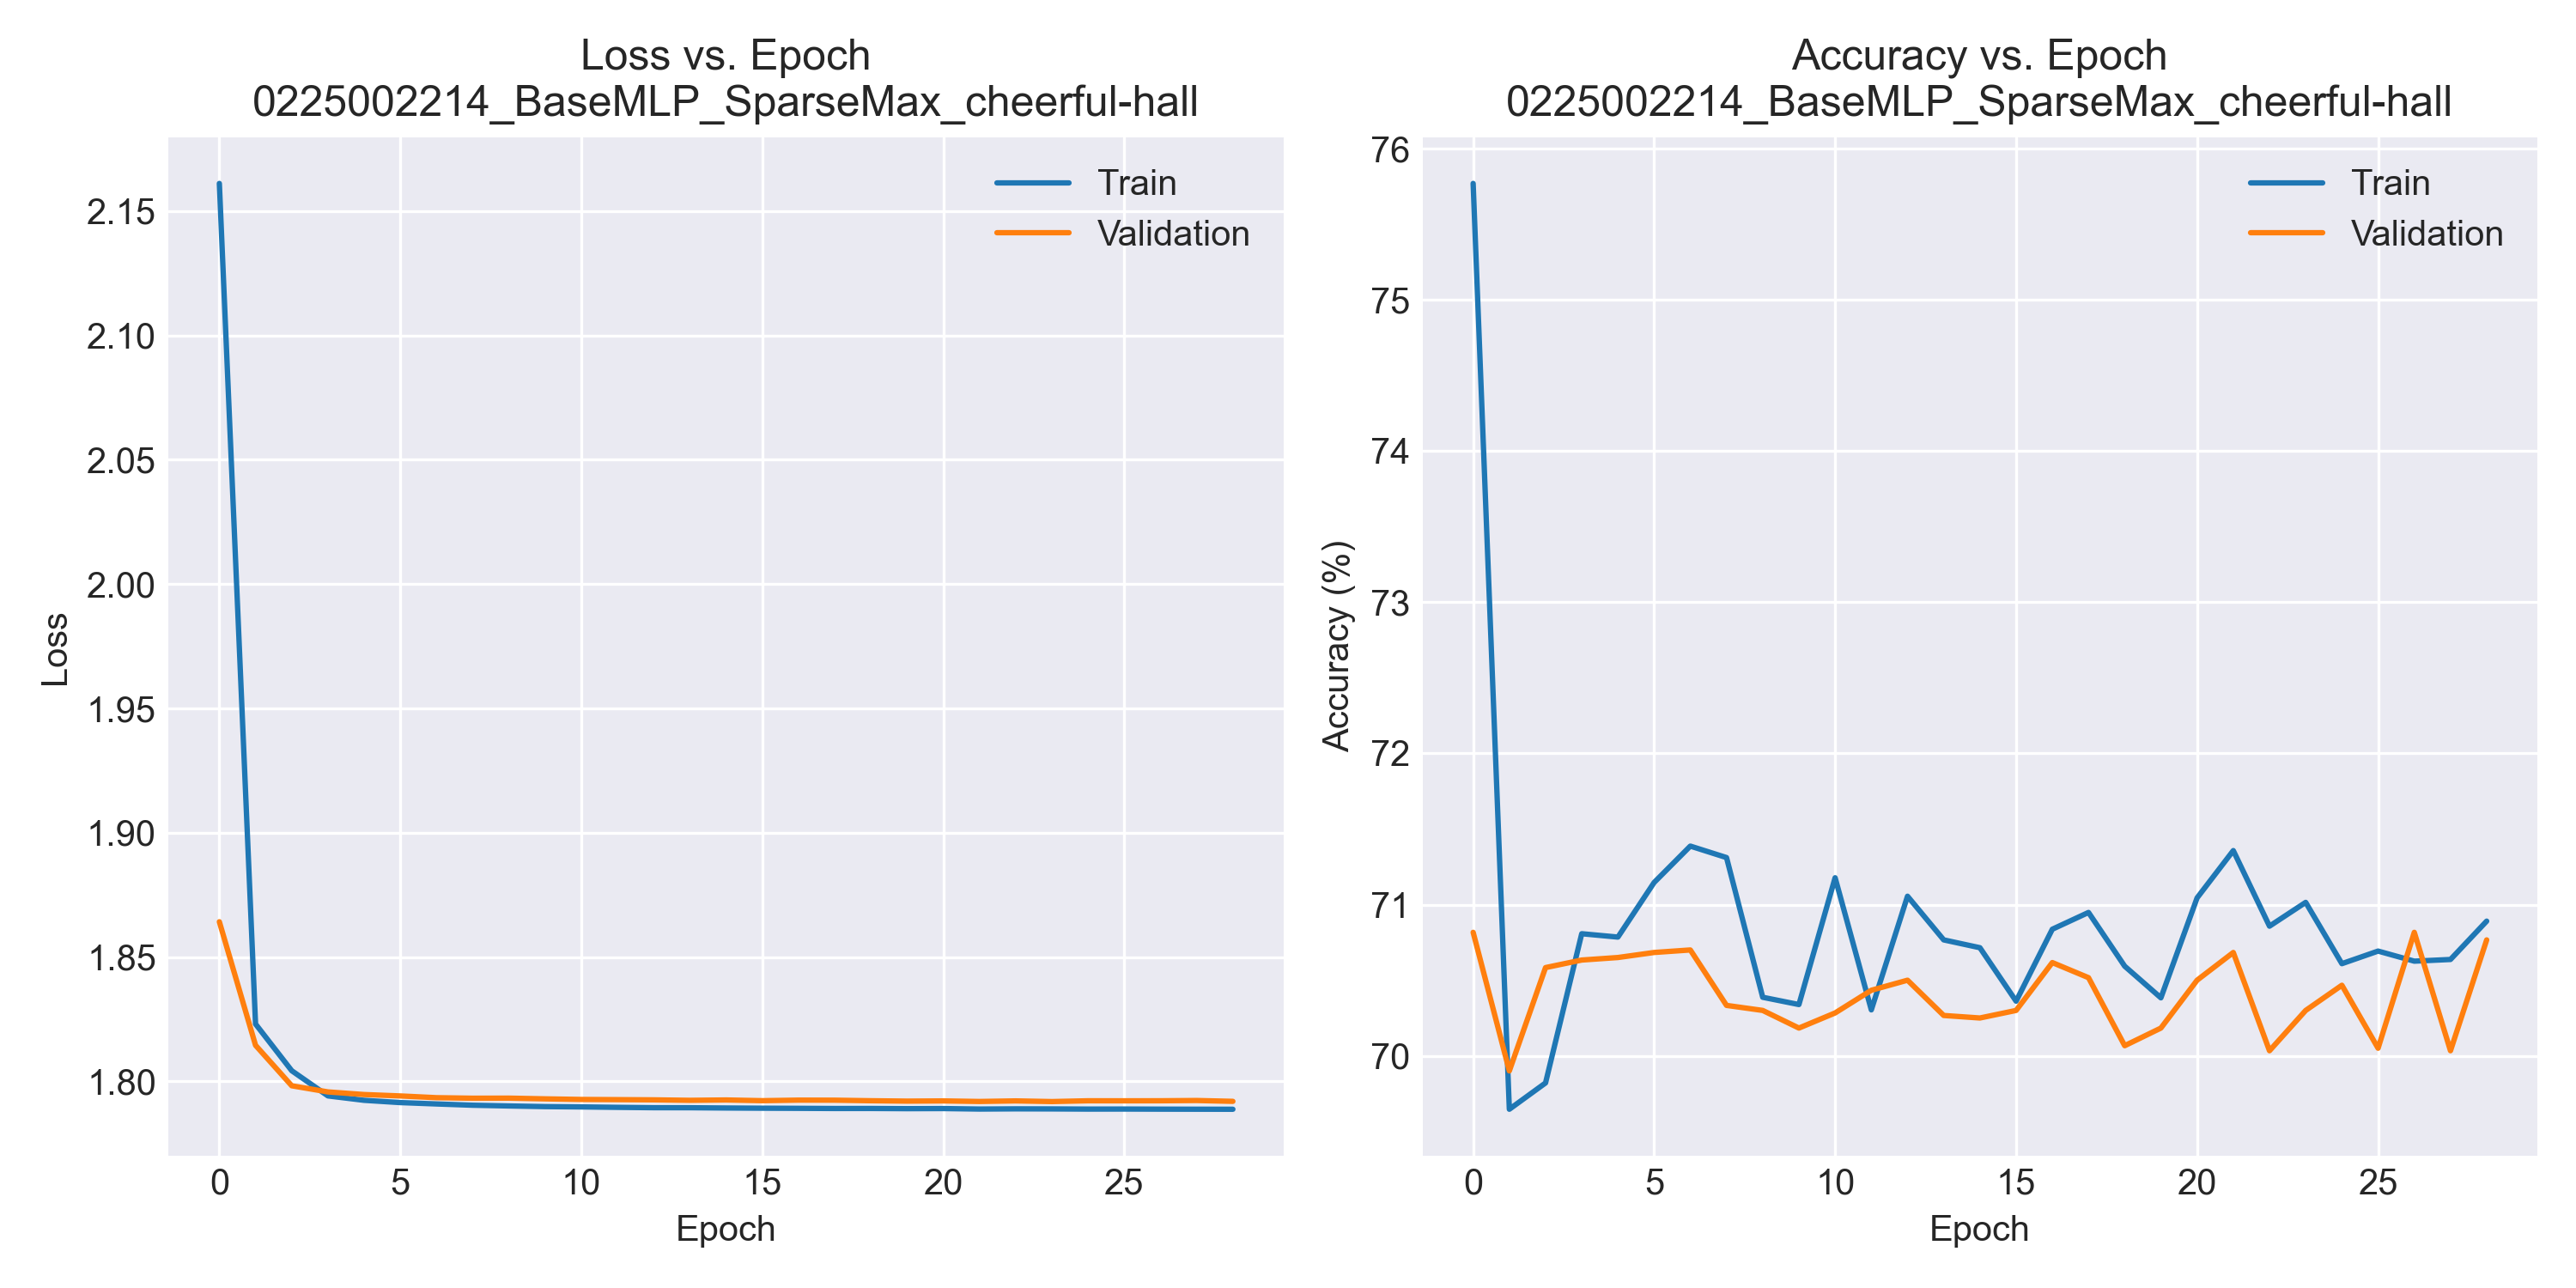 Loss vs. Epoch
0225002214_BaseMLP_SparseMax_cheerful-hall
Train
Validation
2.15
2.10
2.05
2.00
1.95
1.90
1.85
1.80
Loss
0 5 10 15 20 25
Epoch
Accuracy vs. Epoch
0225002214_BaseMLP_SparseMax_cheerful-hall
Train
Validation
76
75
74
73
72
71
70
Accuracy (%)
0 5 10 15 20 25
Epoch